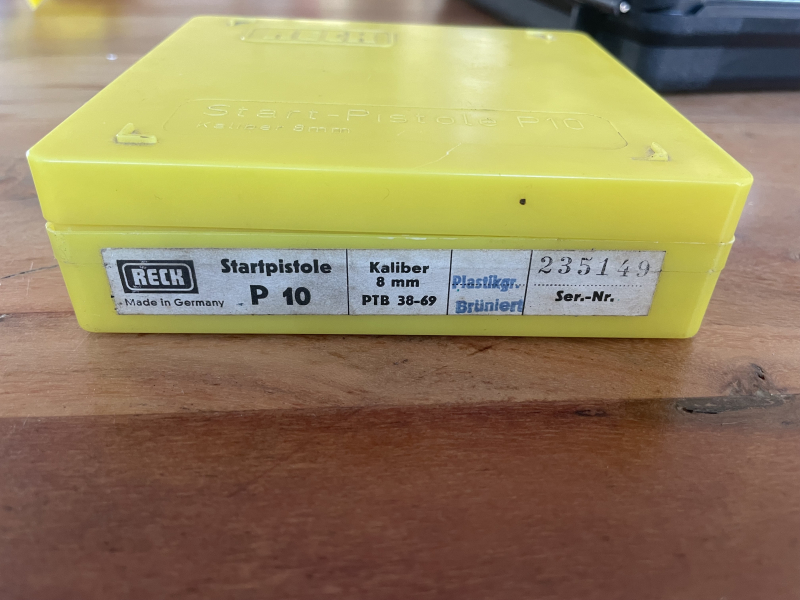 RECK
Start-Pistole P10
Kaliber 8mm
RECK
Made in Germany
Startpistole
P 10
Kaliber
8 mm
PTB 38-69
Plastikgr.
Brüniert
235149
Ser.-Nr.